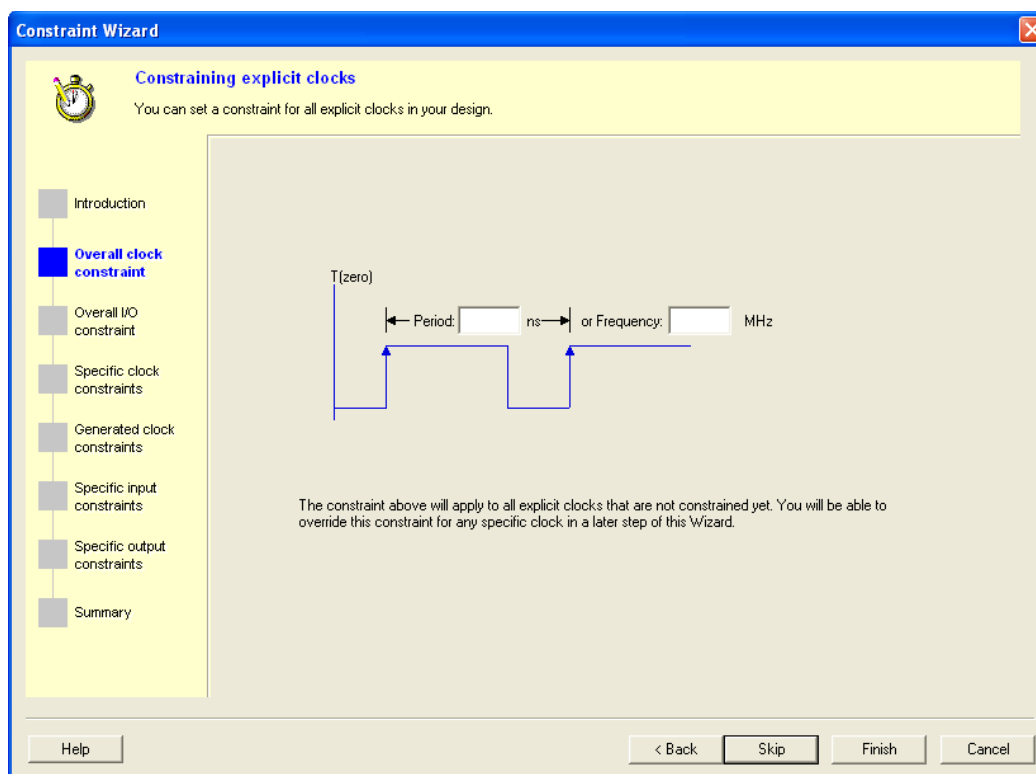 Constraint Wizard
Constraining explicit clocks
You can set a constraint for all explicit clocks in your design.
Introduction
Overall clock
constraint
Overall I/O
constraint
Specific clock
constraints
Generated clock
constraints
Specific input
constraints
Specific output
constraints
Summary
T(zero)
Period: ns or Frequency: MHz
The constraint above will apply to all explicit clocks that are not constrained yet. You will be able to
override this constraint for any specific clock in a later step of this Wizard.
Help < Back Skip Finish Cancel